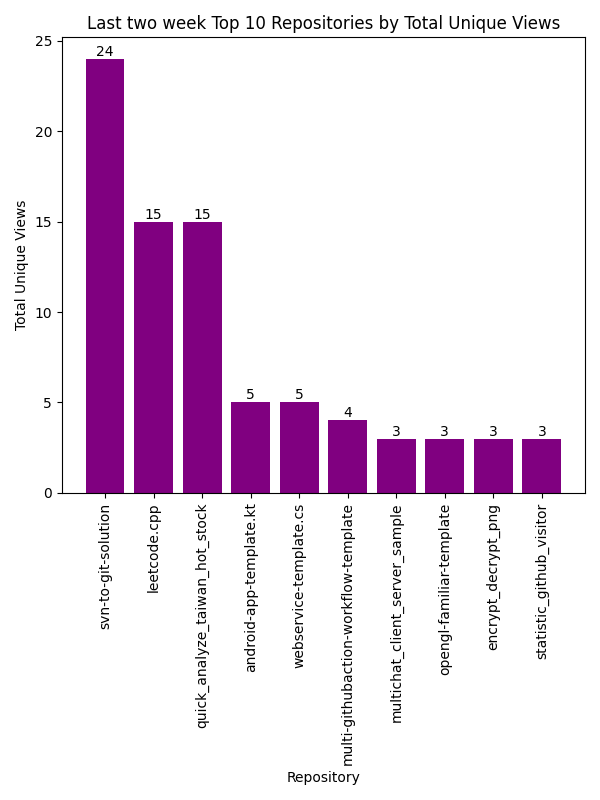 Last two week Top 10 Repositories by Total Unique Views
Total Unique Views
25
20
15
10
5
0
24
15
15
5
5
4
3
3
3
3
svn-to-git-solution
leetcode.cpp
quick_analyze_taiwan_hot_stock
android-app-template.kt
webservice-template.cs
multi-githubaction-workflow-template
multichat_client_server_sample
opengl-familiar-template
encrypt_decrypt_png
statistic_github_visitor
Repository